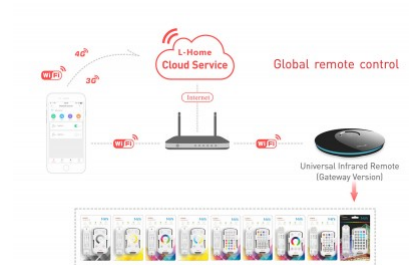 4G
L-Home
Cloud Service
Global remote control
WiFi
3G
Internet
WiFi
WiFi
Universal Infrared Remote
(Gateway Version)